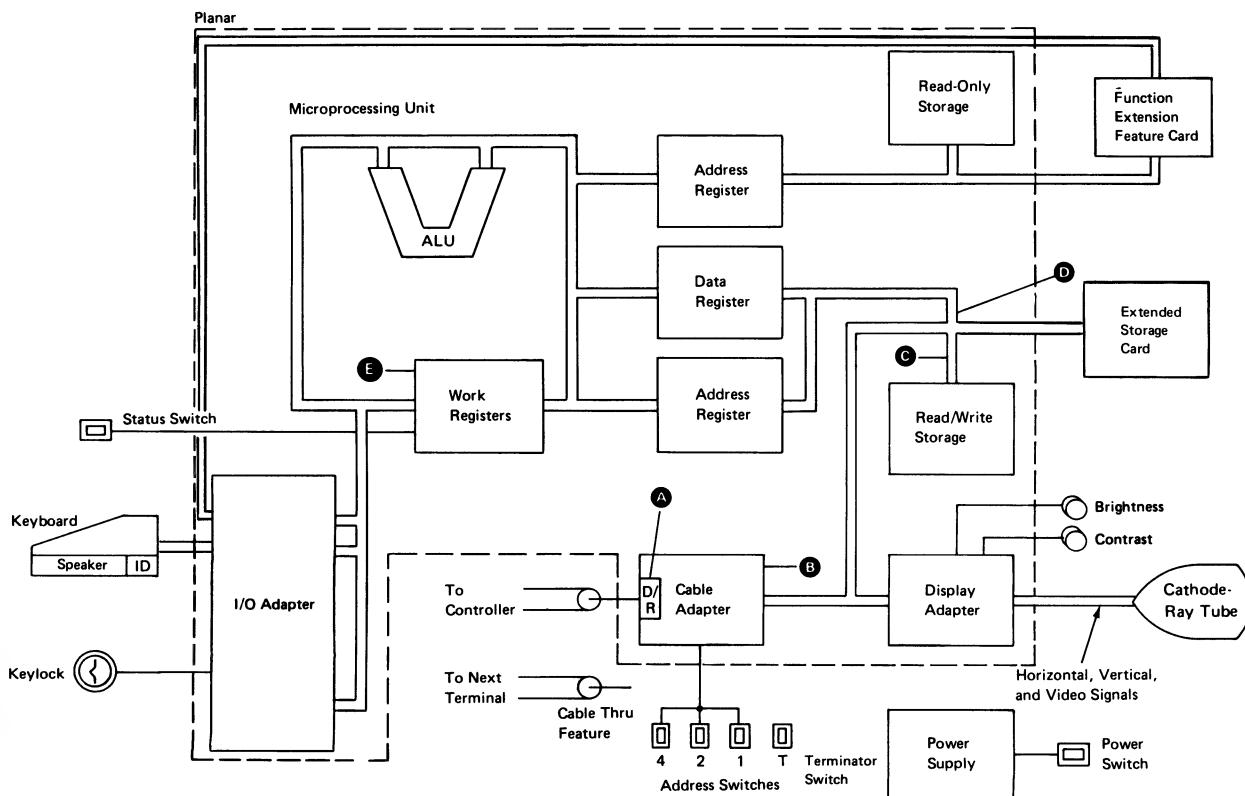 Planar
Microprocessing Unit
ALU
Read-Only
Storage
Function
Extension
Feature Card
Address
Register
Data
Register
D
Extended
Storage
Card
E
Work
Registers
Address
Register
C
Read/Write
Storage
Status Switch
Keyboard
Speaker
ID
I/O Adapter
Keylock
A
B
To
Controller
D/
R
Cable
Adapter
Display
Adapter
Brightness
Contrast
Cathode-
Ray Tube
Horizontal, Vertical,
and Video Signals
To Next
Terminal
Cable Thru
Feature
4
2
1
T
Terminator
Switch
Address Switches
Power
Supply
Power
Switch